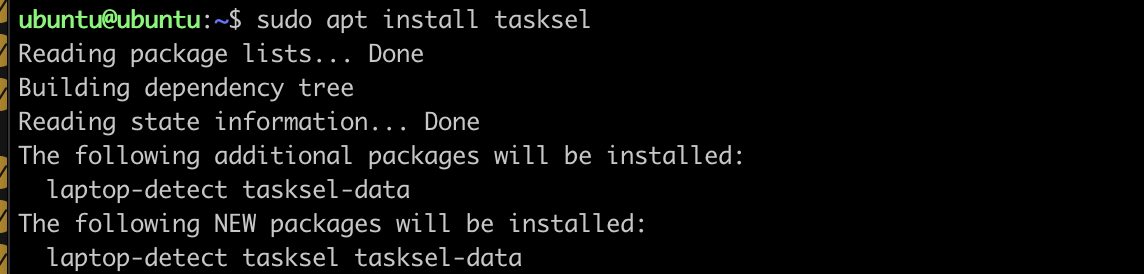 ubuntu@ubuntu:~$ sudo apt install tasksel
Reading package lists... Done
Building dependency tree
Reading state information... Done
The following additional packages will be installed:
  laptop-detect tasksel-data
The following NEW packages will be installed:
  laptop-detect tasksel tasksel-data